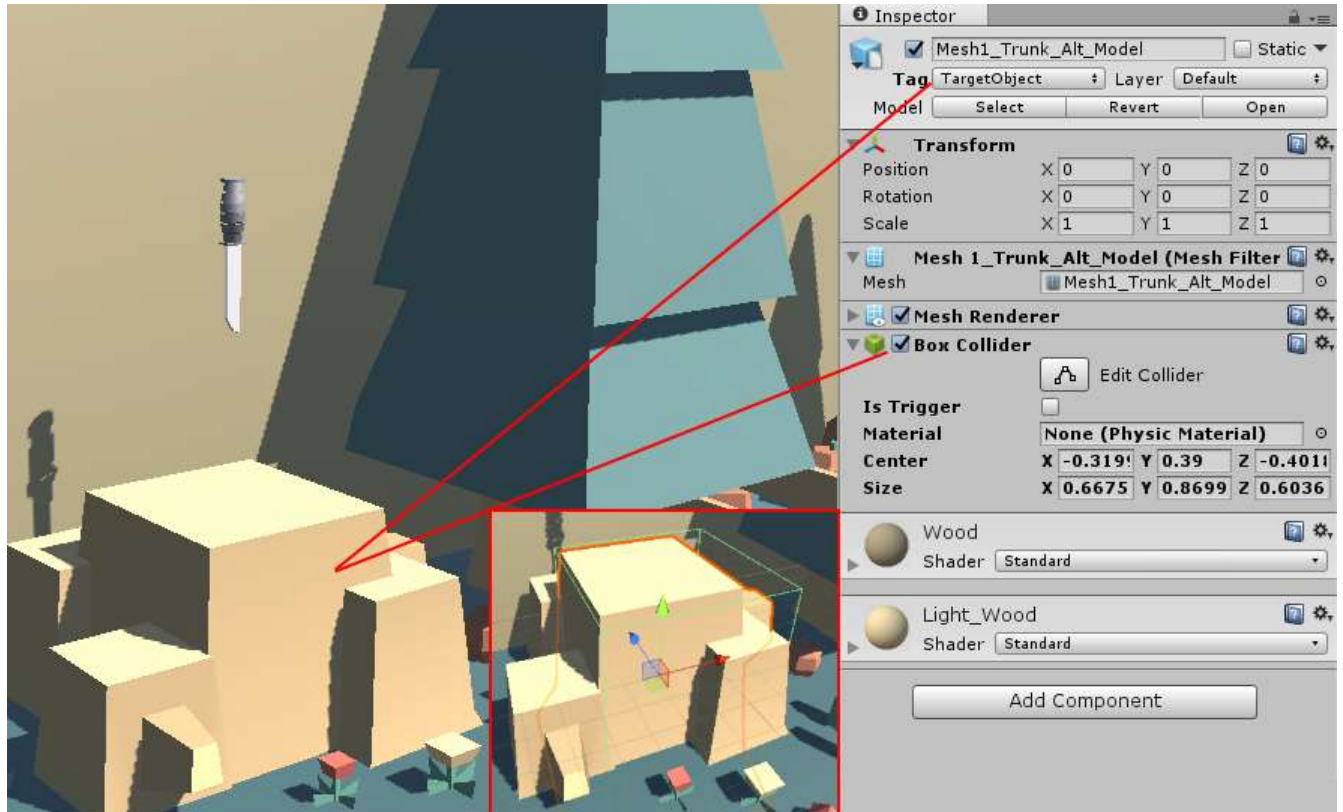 Inspector
Mesh1_Trunk_Alt_Model Static
Tag TargetObject Layer Default
Model Select Revert Open
Transform
Position X 0 Y 0 Z 0
Rotation X 0 Y 0 Z 0
Scale X 1 Y 1 Z 1
Mesh 1_Trunk_Alt_Model (Mesh Filter
Mesh Mesh1_Trunk_Alt_Model
Mesh Renderer
Box Collider
Edit Collider
Is Trigger
Material None (Physic Material)
Center X -0.319 Y 0.39 Z -0.401
Size X 0.6675 Y 0.8699 Z 0.6036
Wood
Shader Standard
Light_Wood
Shader Standard
Add Component